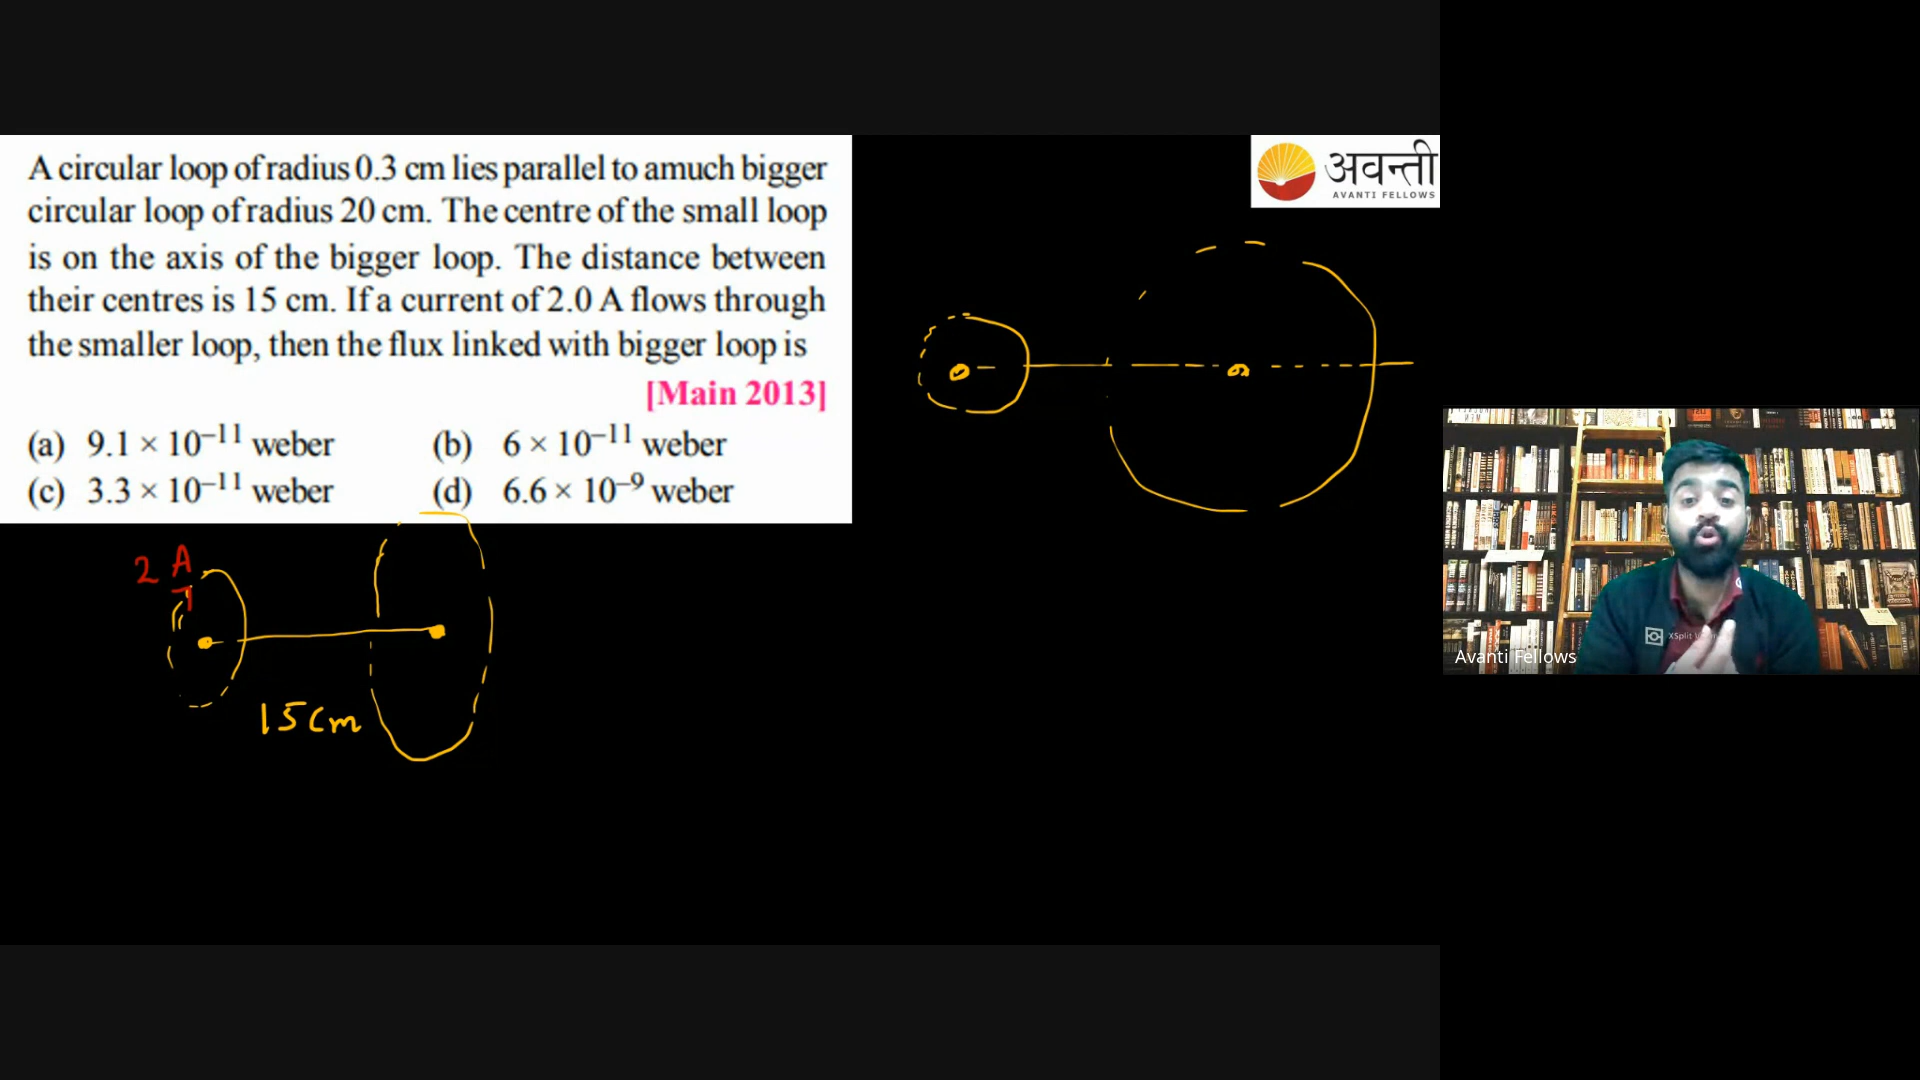 A circular loop of radius 0.3 cm lies parallel to amuch bigger
circular loop of radius 20 cm. The centre of the small loop
is on the axis of the bigger loop. The distance between
their centres is 15 cm. If a current of 2.0 A flows through
the smaller loop, then the flux linked with bigger loop is
[Main 2013]
(a) 9.1 × 10⁻¹¹ weber (b) 6 × 10⁻¹¹ weber
(c) 3.3 × 10⁻¹¹ weber (d) 6.6 × 10⁻⁹ weber
अवन्ती
AVANTI FELLOWS
2 A
15 cm
Avanti Fellows
XSplit